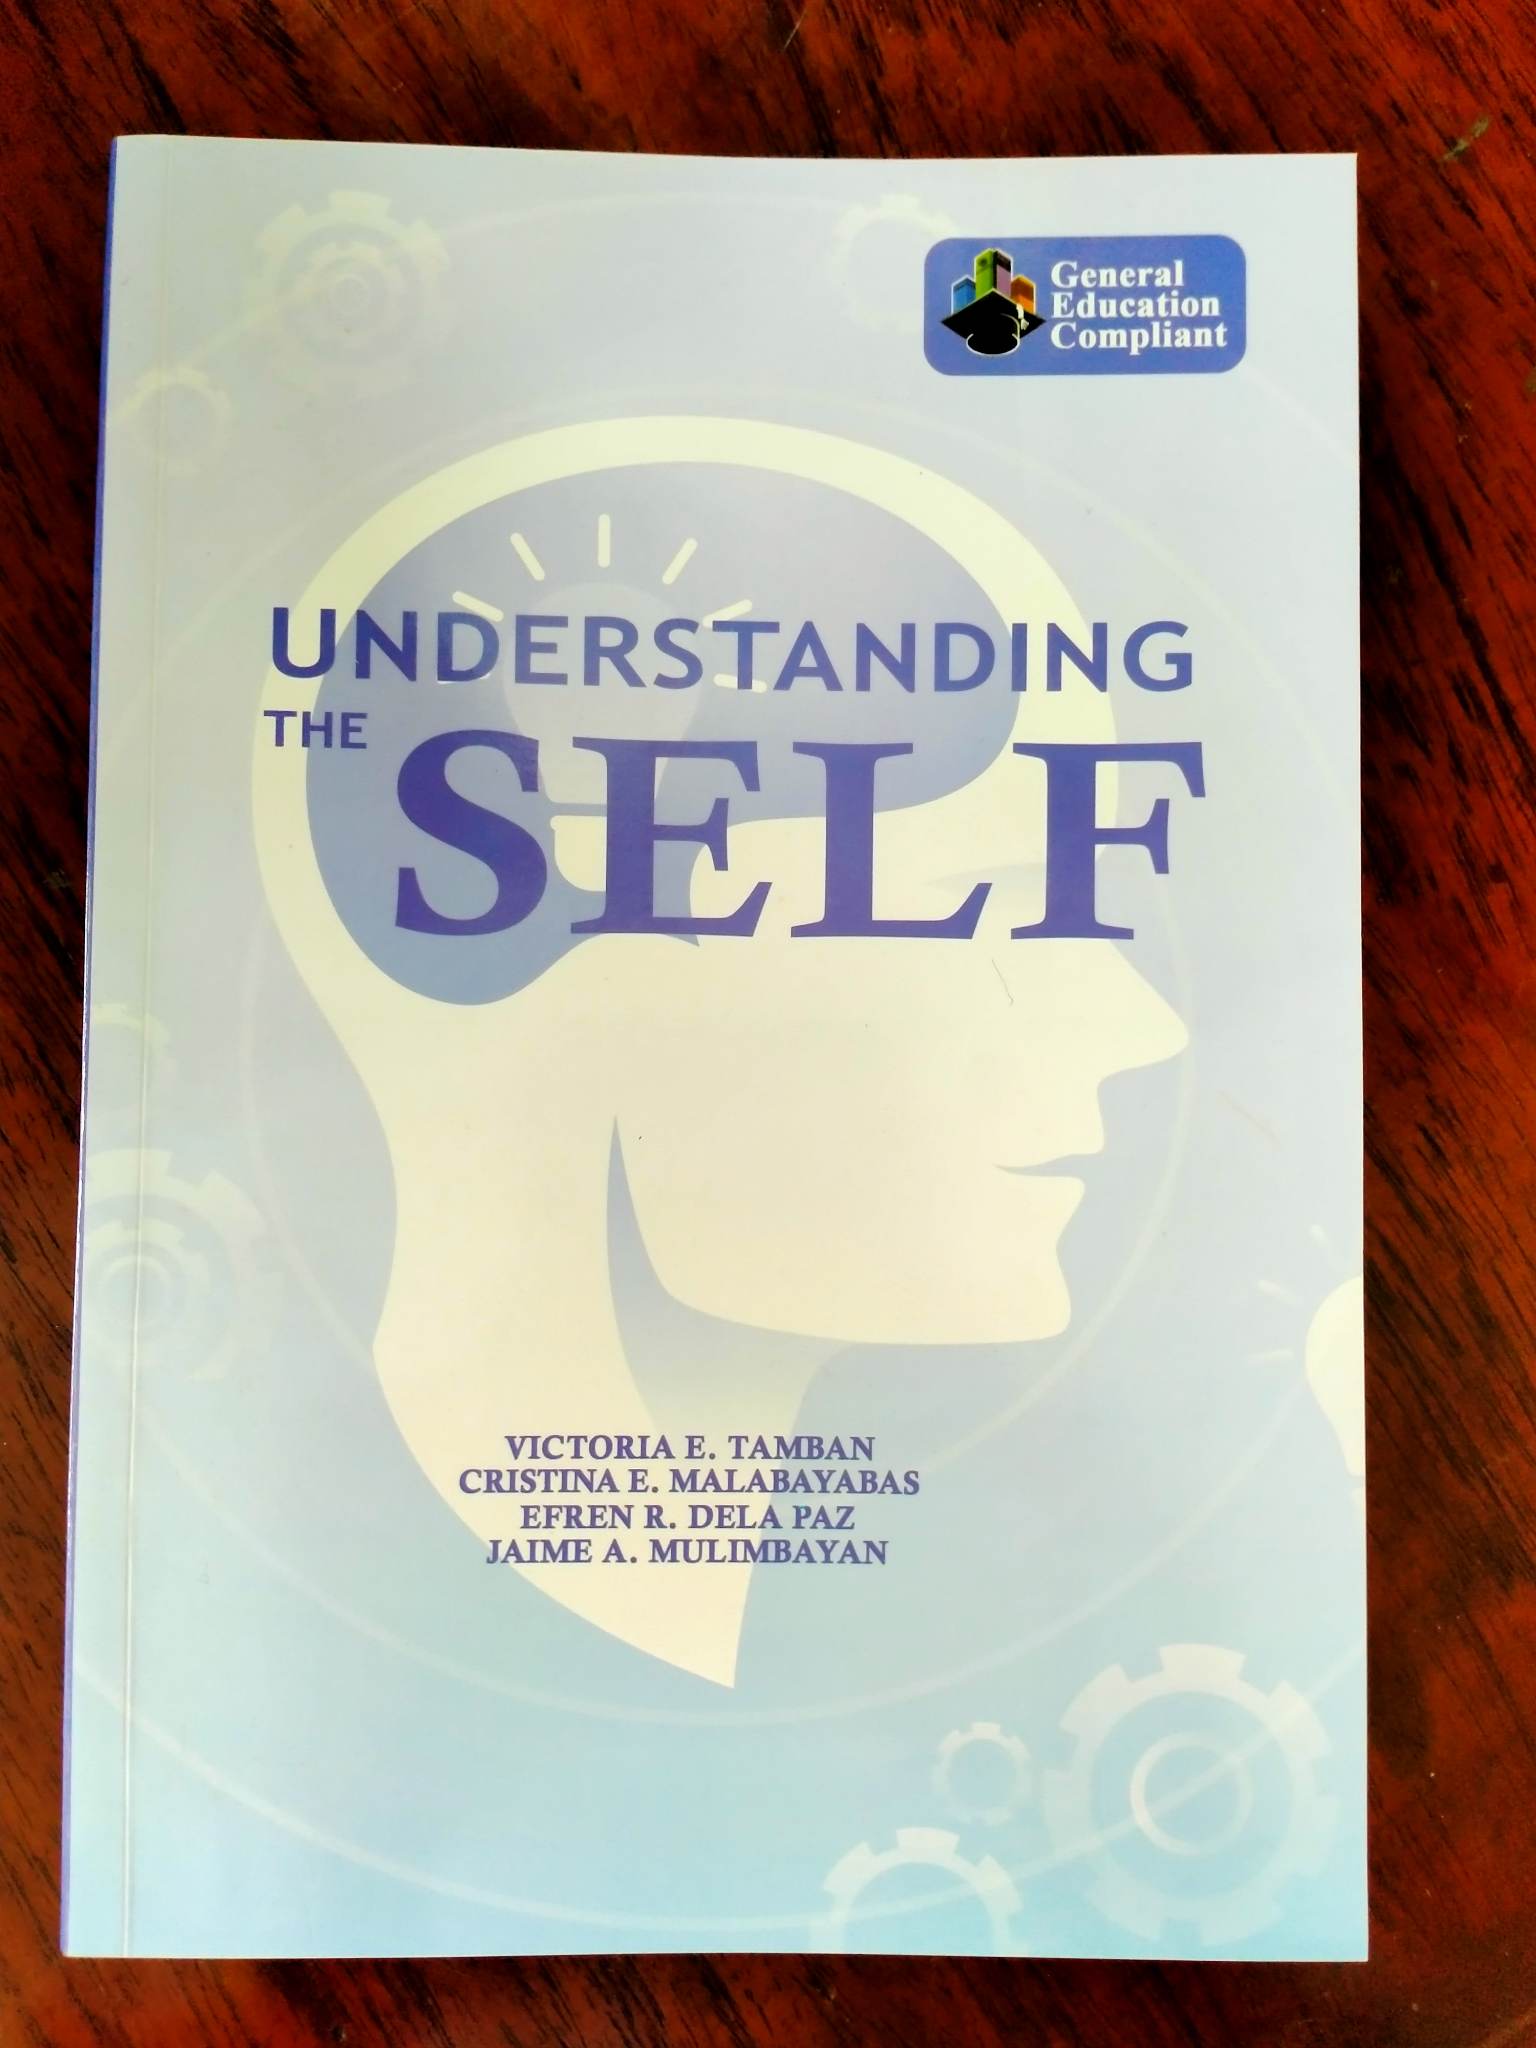 General
Education
Compliant
UNDERSTANDING
THE SELF
VICTORIA E. TAMBAN
CRISTINA E. MALABAYABAS
EFREN R. DELA PAZ
JAIME A. MULIMBAYAN